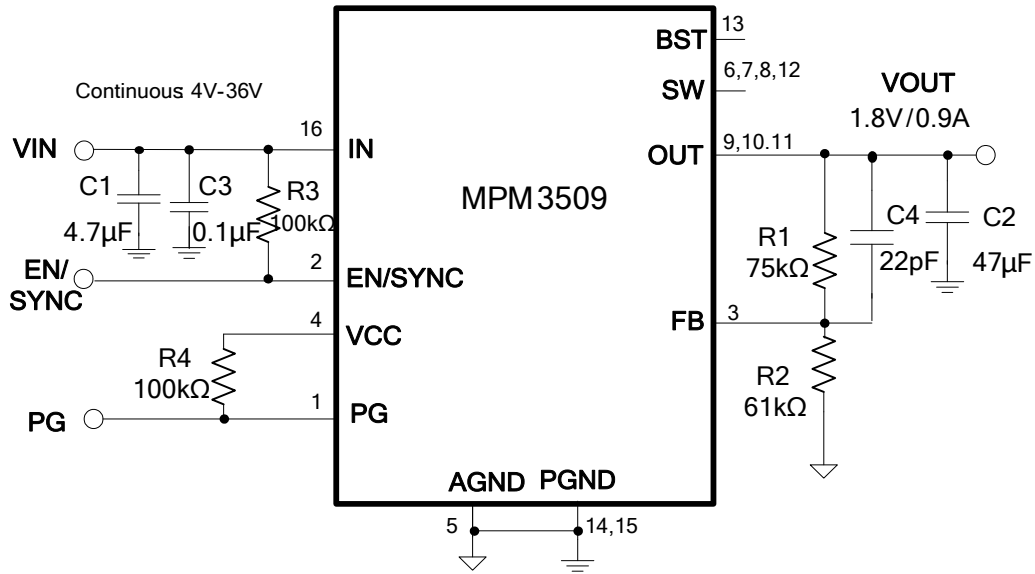 BST
13
SW
6,7,8,12
Continuous: 4V-36V
VOUT
1.8V/0.9A
VIN
16
IN
OUT
9,10.11
MPM3509
C1
4.7µF
C3
0.1µF
R3
100kΩ
R1
75kΩ
C4
22pF
C2
47µF
EN/
SYNC
2
EN/SYNC
4
VCC
FB
3
R4
100kΩ
R2
61kΩ
PG
1
PG
AGND
PGND
5
14,15